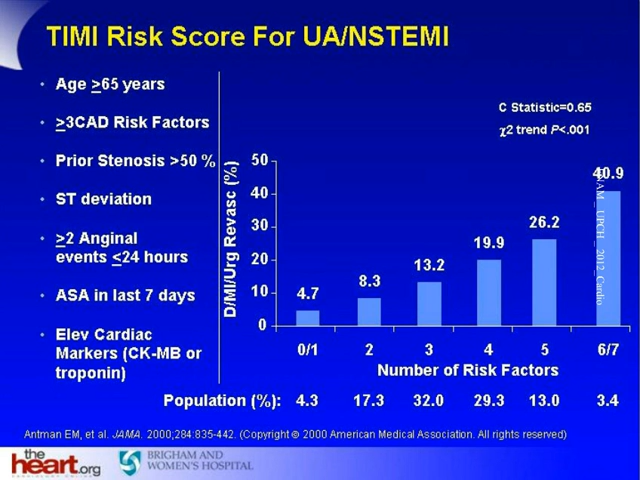 TIMI Risk Score For UA/NSTEMI
• Age ≥65 years
• ≥3CAD Risk Factors
• Prior Stenosis >50 %
• ST deviation
• ≥2 Anginal
events ≤24 hours
• ASA in last 7 days
• Elev Cardiac
Markers (CK-MB or
troponin)
C Statistic=0.65
χ2 trend P<.001
D/MI/Urg Revasc (%)
50
40
30
20
10
0
4.7
8.3
13.2
19.9
26.2
40.9
0/1 2 3 4 5 6/7
Number of Risk Factors
Population (%): 4.3 17.3 32.0 29.3 13.0 3.4
Antman EM, et al. JAMA. 2000;284:835-442. (Copyright © 2000 American Medical Association. All rights reserved)
the
heart.org
BRIGHAM AND
WOMEN'S HOSPITAL